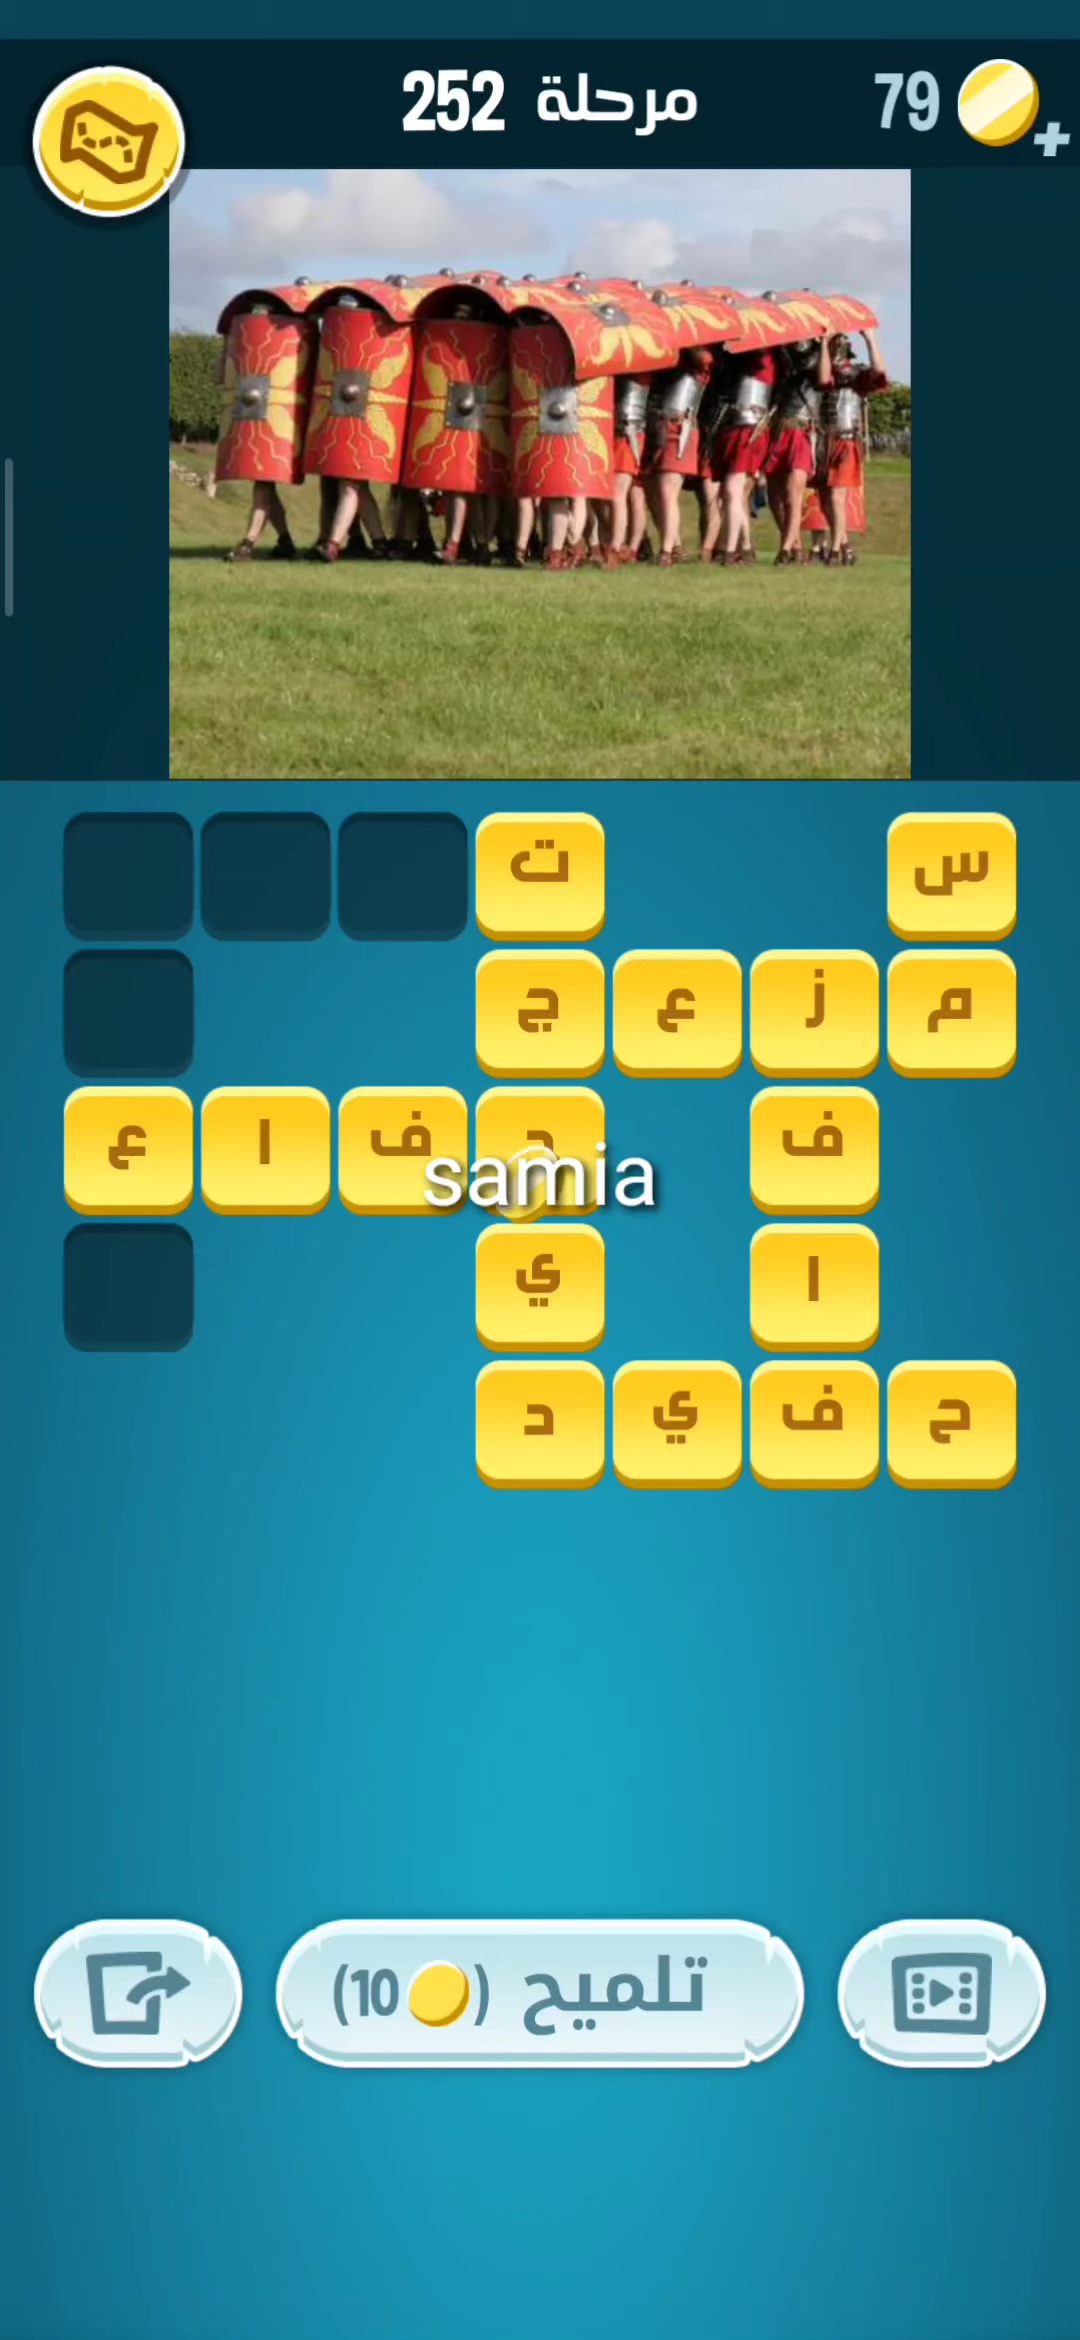 مرحلة 252
79
ت س
م ز ع ج
د ف ا ع ف
samia
ي ا
ح ف ي د
تلميح (10)